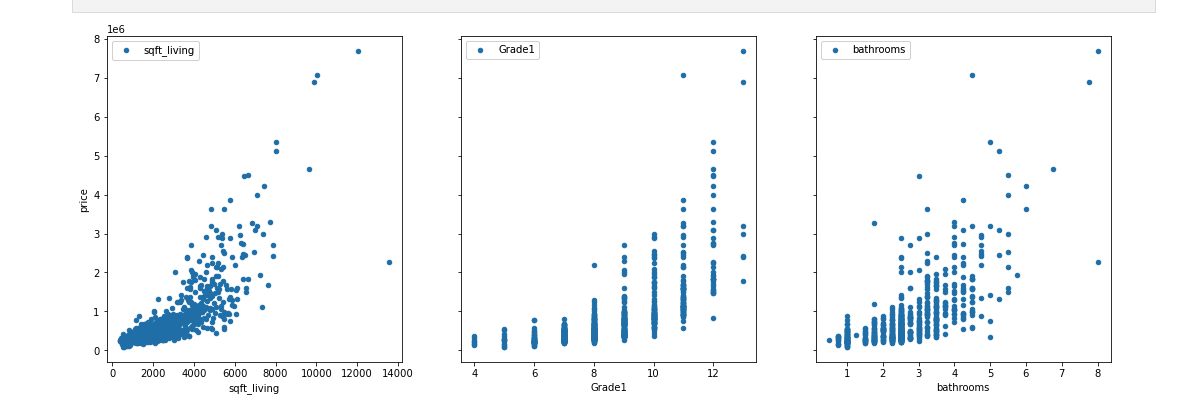 1e6
sqft_living
Grade1
bathrooms
8
7
6
5
4
3
2
1
0
price
0 2000 4000 6000 8000 10000 12000 14000
4 6 8 10 12
1 2 3 4 5 6 7 8
sqft_living
Grade1
bathrooms